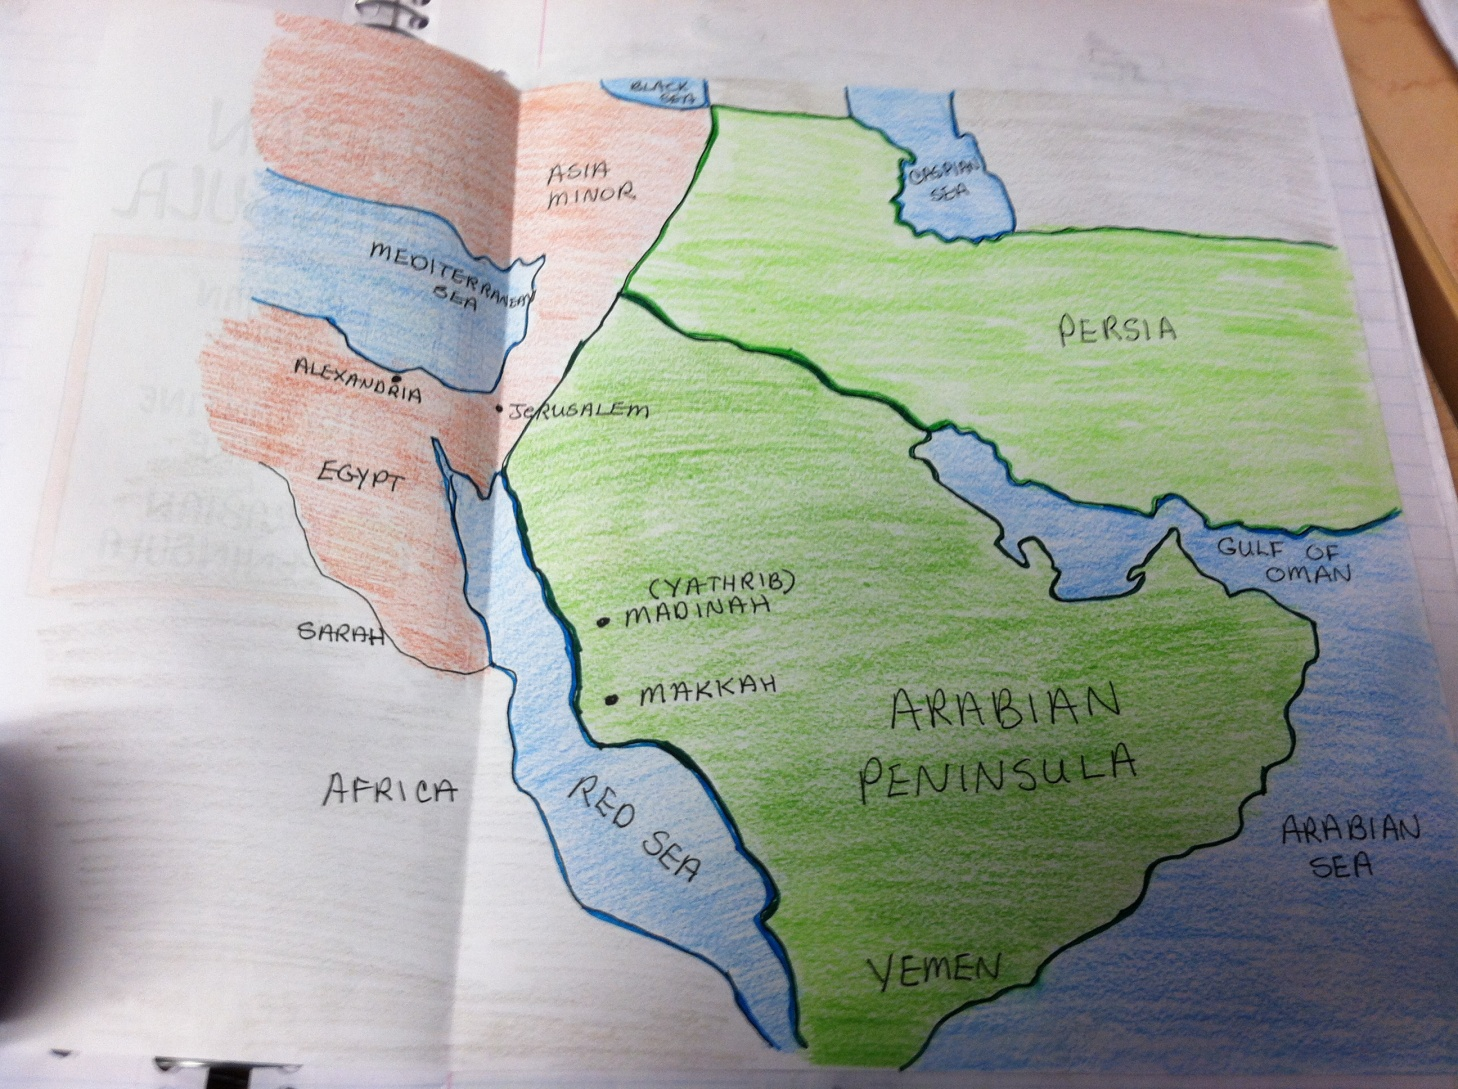 BLACK
SEA
CASPIAN
SEA
ASIA
MINOR
MEDITERRANEAN
SEA
PERSIA
ALEXANDRIA
JERUSALEM
EGYPT
GULF OF
OMAN
(YATHRIB)
MADINAH
SARAH
MAKKAH
ARABIAN
PENINSULA
AFRICA
RED SEA
ARABIAN
SEA
YEMEN